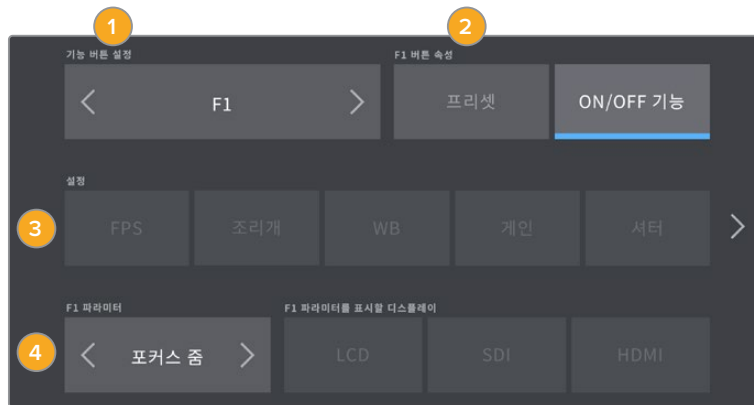 1 2
기능 버튼 설정 F1 버튼 속성
F1 프리셋 ON/OFF 기능
설정
3 FPS 조리개 WB 게인 셔터
F1 파라미터 F1 파라미터를 표시할 디스플레이
4 포커스 줌 LCD SDI HDMI